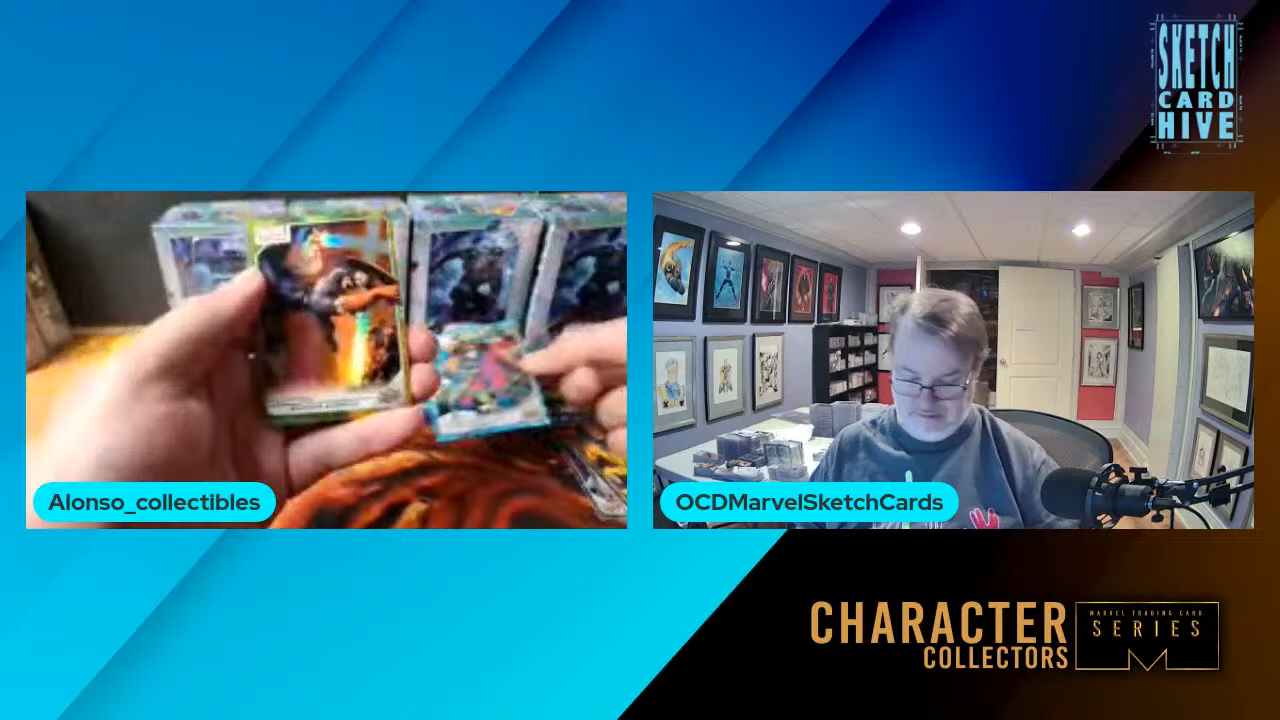 SKETCH
CARD
HIVE
Alonso_collectibles
OCDMarvelSketchCards
CHARACTER
COLLECTORS
MARVEL TRADING CARD
SERIES
M